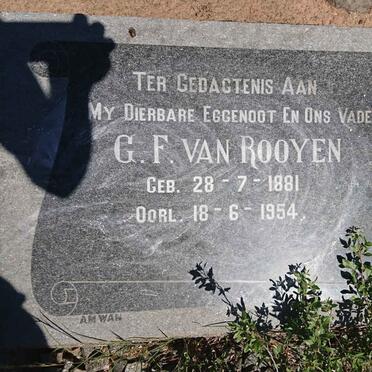 TER GEDAGTENIS AAN
MY DIERBARE EGGENOOT EN ONS VADE
G. F. VAN ROOYEN
GEB. 28 - 7 - 1881
OORL. 18 - 6 - 1954.
AMWAN